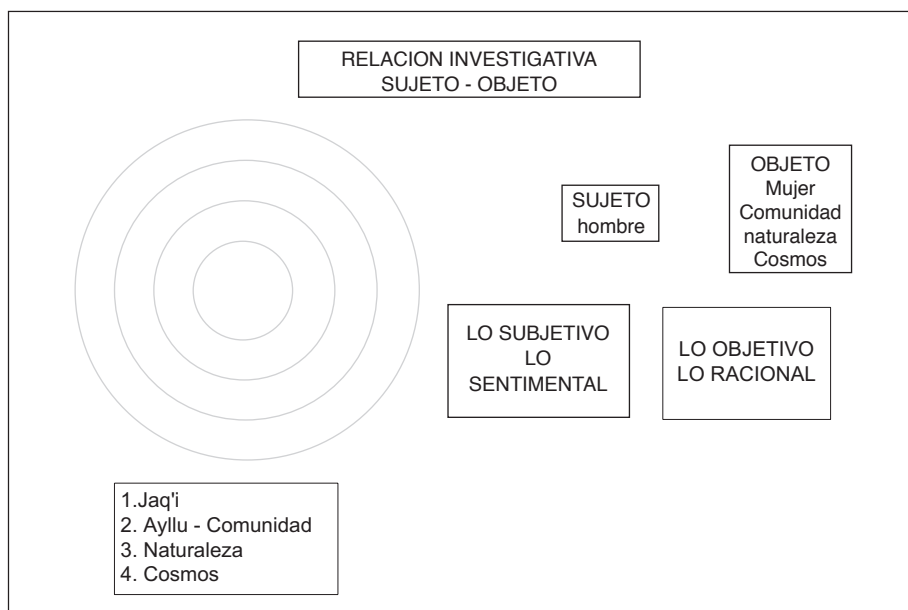 RELACION INVESTIGATIVA
SUJETO - OBJETO
OBJETO
Mujer
Comunidad
naturaleza
Cosmos
SUJETO
hombre
LO SUBJETIVO
LO
SENTIMENTAL
LO OBJETIVO
LO RACIONAL
1.Jaq'i
2. Ayllu - Comunidad
3. Naturaleza
4. Cosmos